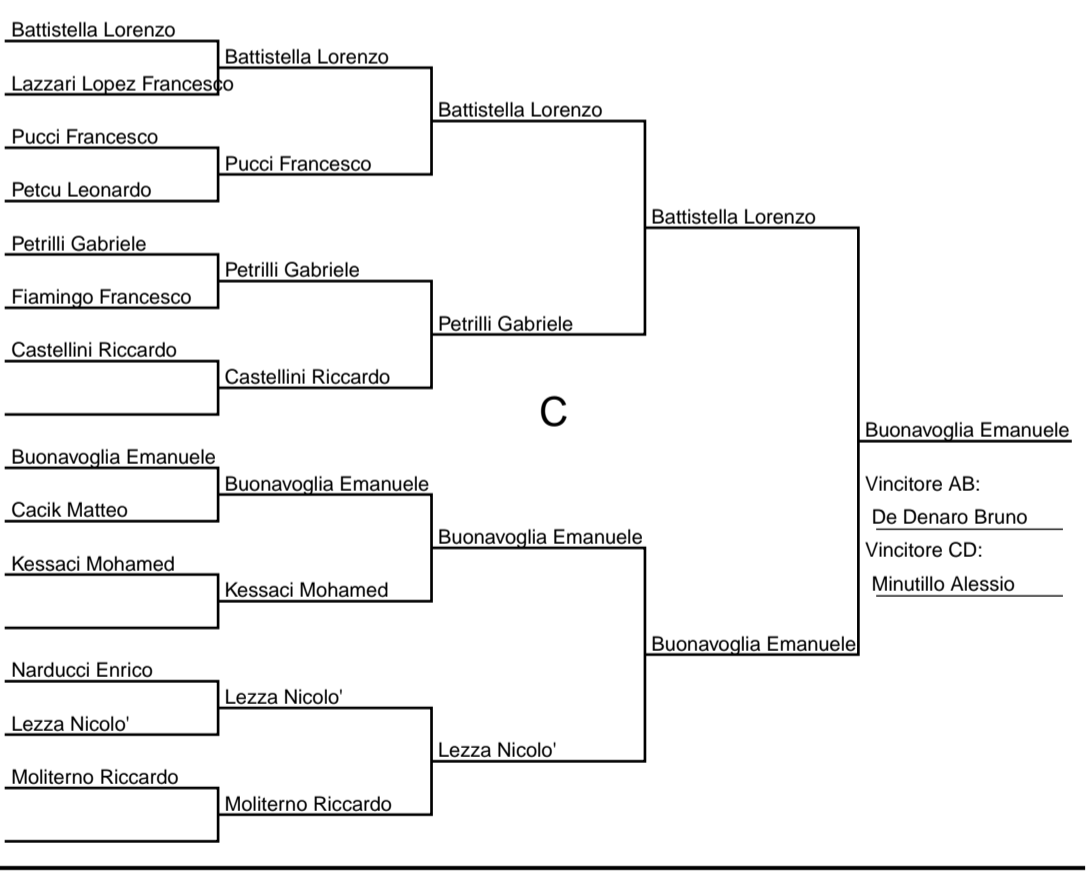 Battistella Lorenzo
Lazzari Lopez Francesco
Pucci Francesco
Petcu Leonardo
Petrilli Gabriele
Fiamingo Francesco
Castellini Riccardo
Buonavoglia Emanuele
Cacik Matteo
Kessaci Mohamed
Narducci Enrico
Lezza Nicolo'
Moliterno Riccardo
Battistella Lorenzo
Pucci Francesco
Petrilli Gabriele
Castellini Riccardo
Buonavoglia Emanuele
Kessaci Mohamed
Lezza Nicolo'
Moliterno Riccardo
Battistella Lorenzo
Petrilli Gabriele
C
Buonavoglia Emanuele
Lezza Nicolo'
Battistella Lorenzo
Buonavoglia Emanuele
Buonavoglia Emanuele
Vincitore AB:
De Denaro Bruno
Vincitore CD:
Minutillo Alessio